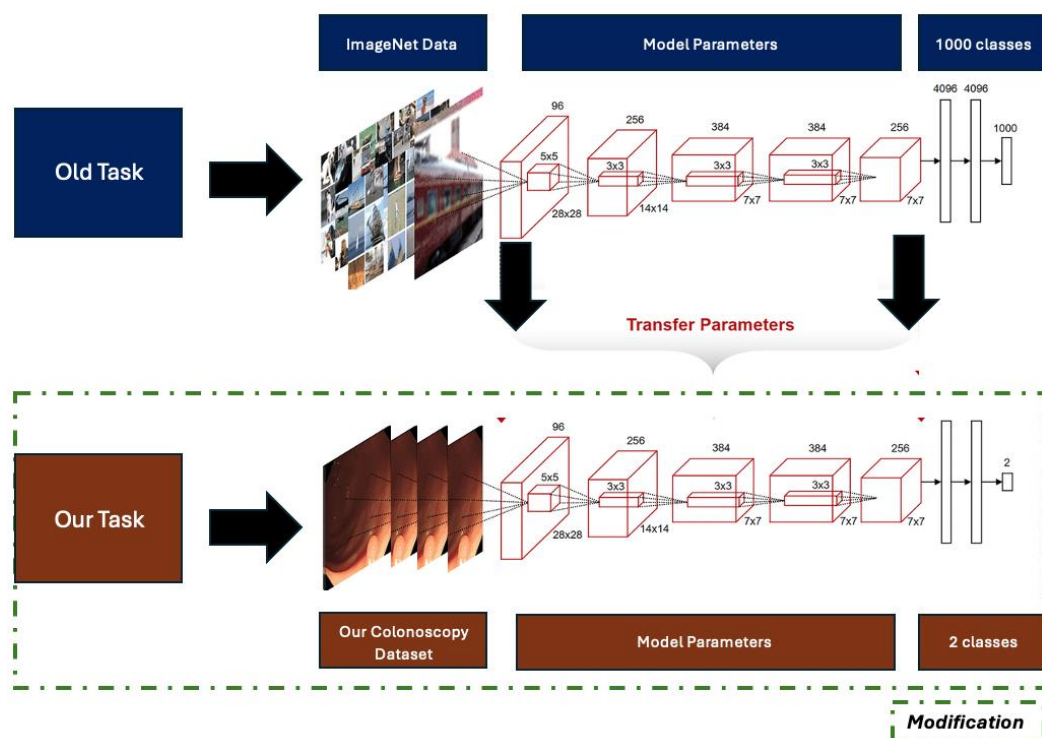 ImageNet Data
Model Parameters
1000 classes
Old Task
96
256
384
384
256
4096 4096
1000
5x5
3x3
3x3
3x3
28x28
14x14
7x7
7x7
7x7
Transfer Parameters
Our Task
96
256
384
384
256
2
5x5
3x3
3x3
3x3
28x28
14x14
7x7
7x7
7x7
Our Colonoscopy
Dataset
Model Parameters
2 classes
Modification